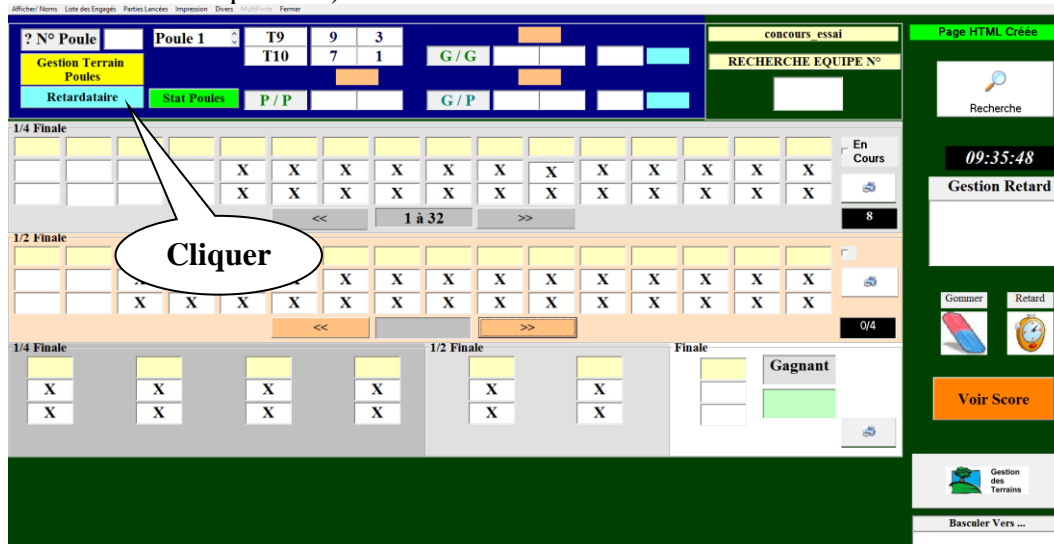 Afficher/ Noms Liste des Engagés Parties Lancées Impression Divers MultiPoste Fermer
? N° Poule Poule 1 T9 9 3
T10 7 1 G / G
Gestion Terrain
Poules
Retardataire Stat Poules P / P G / P
concours_essai
RECHERCHE EQUIPE N°
Page HTML Créée
Recherche
09:35:48
Gestion Retard
1/4 Finale
En
Cours
X X X X X X X X X X X X
X X X X X X X X X X X X
<< 1 à 32 >> 8
1/2 Finale
Cliquer
X X X X X X X X X X
X X X X X X X X X X X X X X
<< >> 0/4
Gommer Retard
1/4 Finale 1/2 Finale Finale
Gagnant
X X X X X X
X X X X X X
Voir Score
Gestion
des
Terrains
Basculer Vers ...